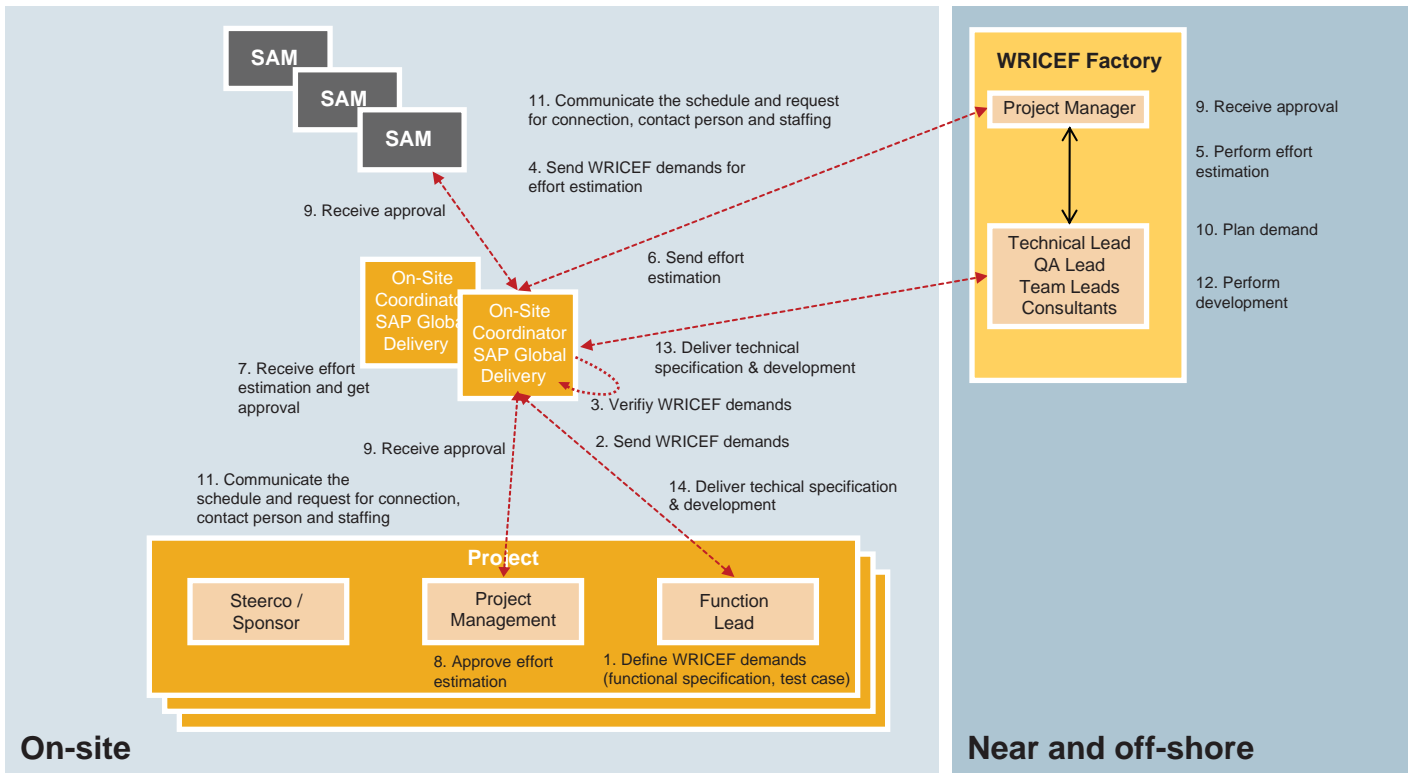 SAM
SAM
SAM
9. Receive approval
11. Communicate the schedule and request
for connection, contact person and staffing
4. Send WRICEF demands for
effort estimation
6. Send effort
estimation
On-Site
Coordinator
SAP Global
Delivery
On-Site
Coordinator
SAP Global
Delivery
7. Receive effort
estimation and get
approval
13. Deliver technical
specification & development
3. Verifiy WRICEF demands
9. Receive approval
2. Send WRICEF demands
11. Communicate the
schedule and request for connection,
contact person and staffing
14. Deliver techical specification
& development
Project
Steerco /
Sponsor
Project
Management
Function
Lead
8. Approve effort
estimation
1. Define WRICEF demands
(functional specification, test case)
On-site
WRICEF Factory
Project Manager
Technical Lead
QA Lead
Team Leads
Consultants
9. Receive approval
5. Perform effort
estimation
10. Plan demand
12. Perform
development
Near and off-shore